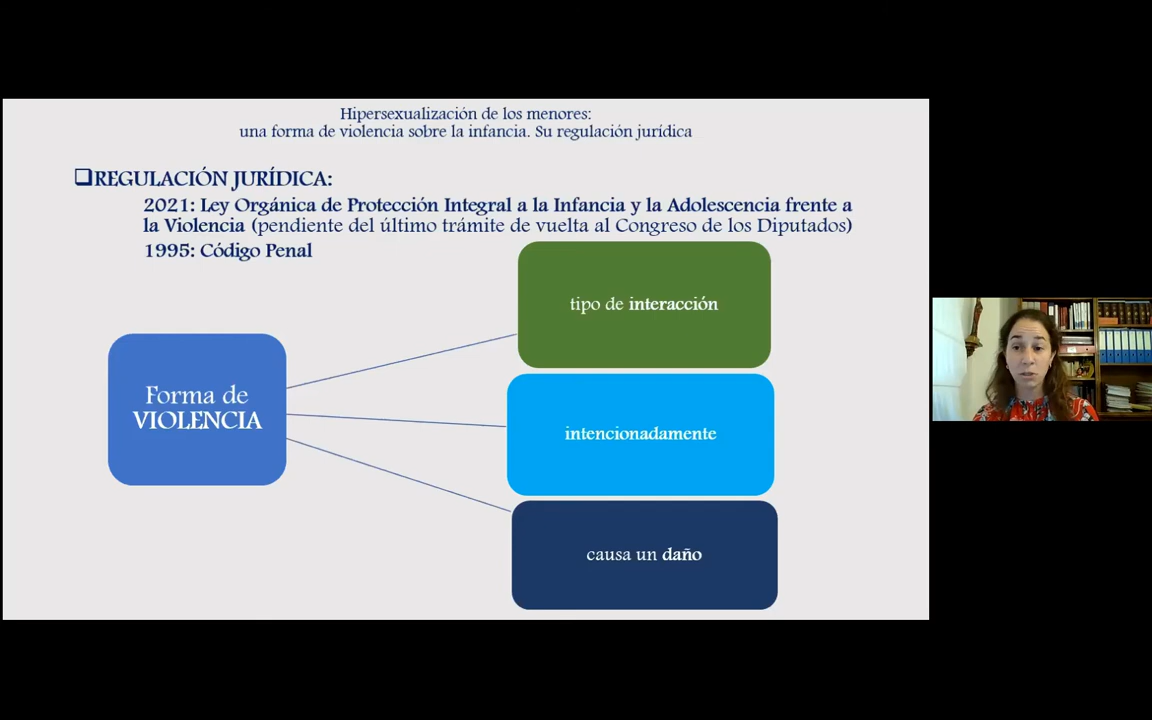 Hipersexualización de los menores:
una forma de violencia sobre la infancia. Su regulación jurídica
❑REGULACIÓN JURÍDICA:
2021: Ley Orgánica de Protección Integral a la Infancia y la Adolescencia frente a
la Violencia (pendiente del último trámite de vuelta al Congreso de los Diputados)
1995: Código Penal
tipo de interacción
Forma de
VIOLENCIA
intencionadamente
causa un daño